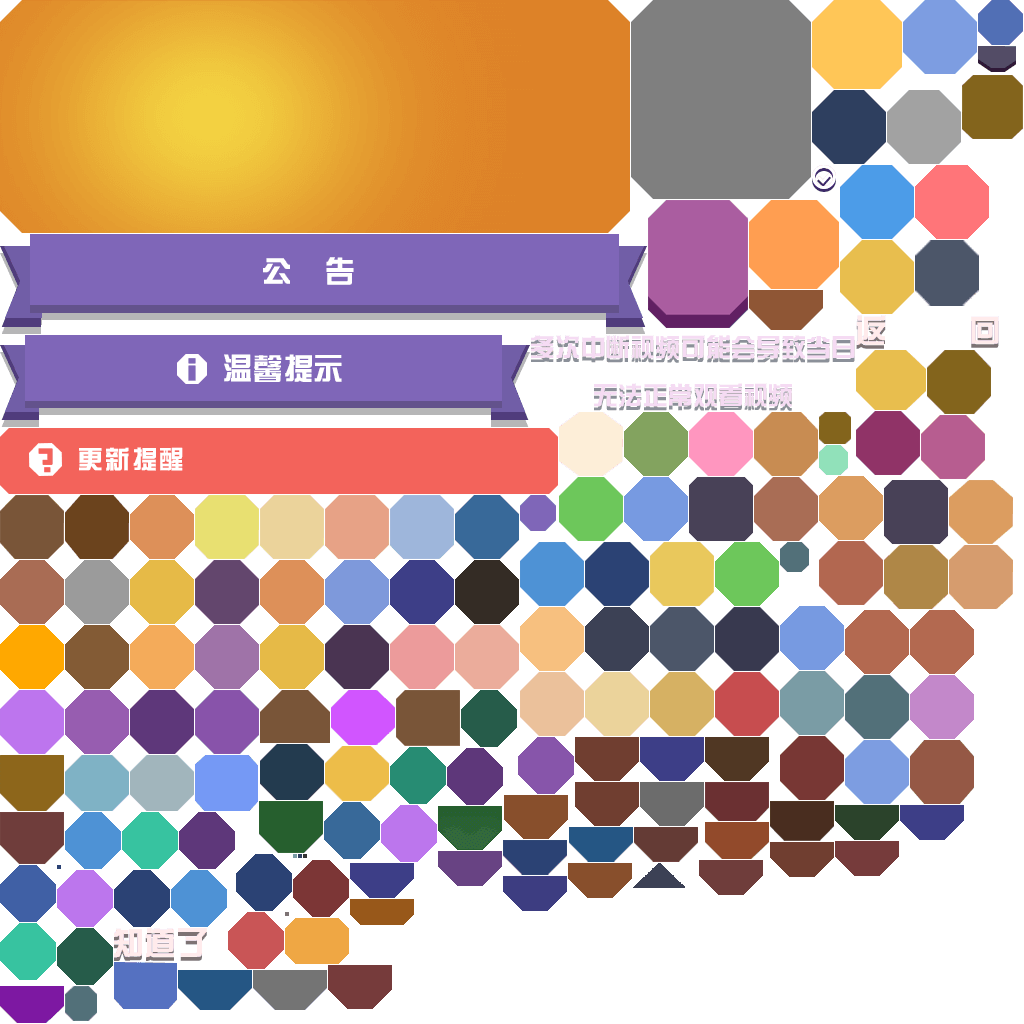 公 告
返 回
多次中断视频可能会导致当日
无法正常观看视频
温馨提示
更新提醒
知道了